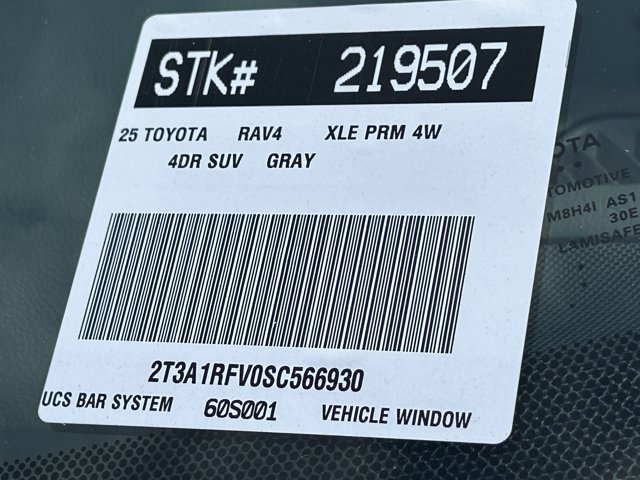 STK# 219507
25 TOYOTA RAV4 XLE PRM 4W
4DR SUV GRAY
2T3A1RFV0SC566930
UCS BAR SYSTEM 60S001 VEHICLE WINDOW
OTA
TOMOTIVE
M8H4I AS1
30E
LAMISAFE